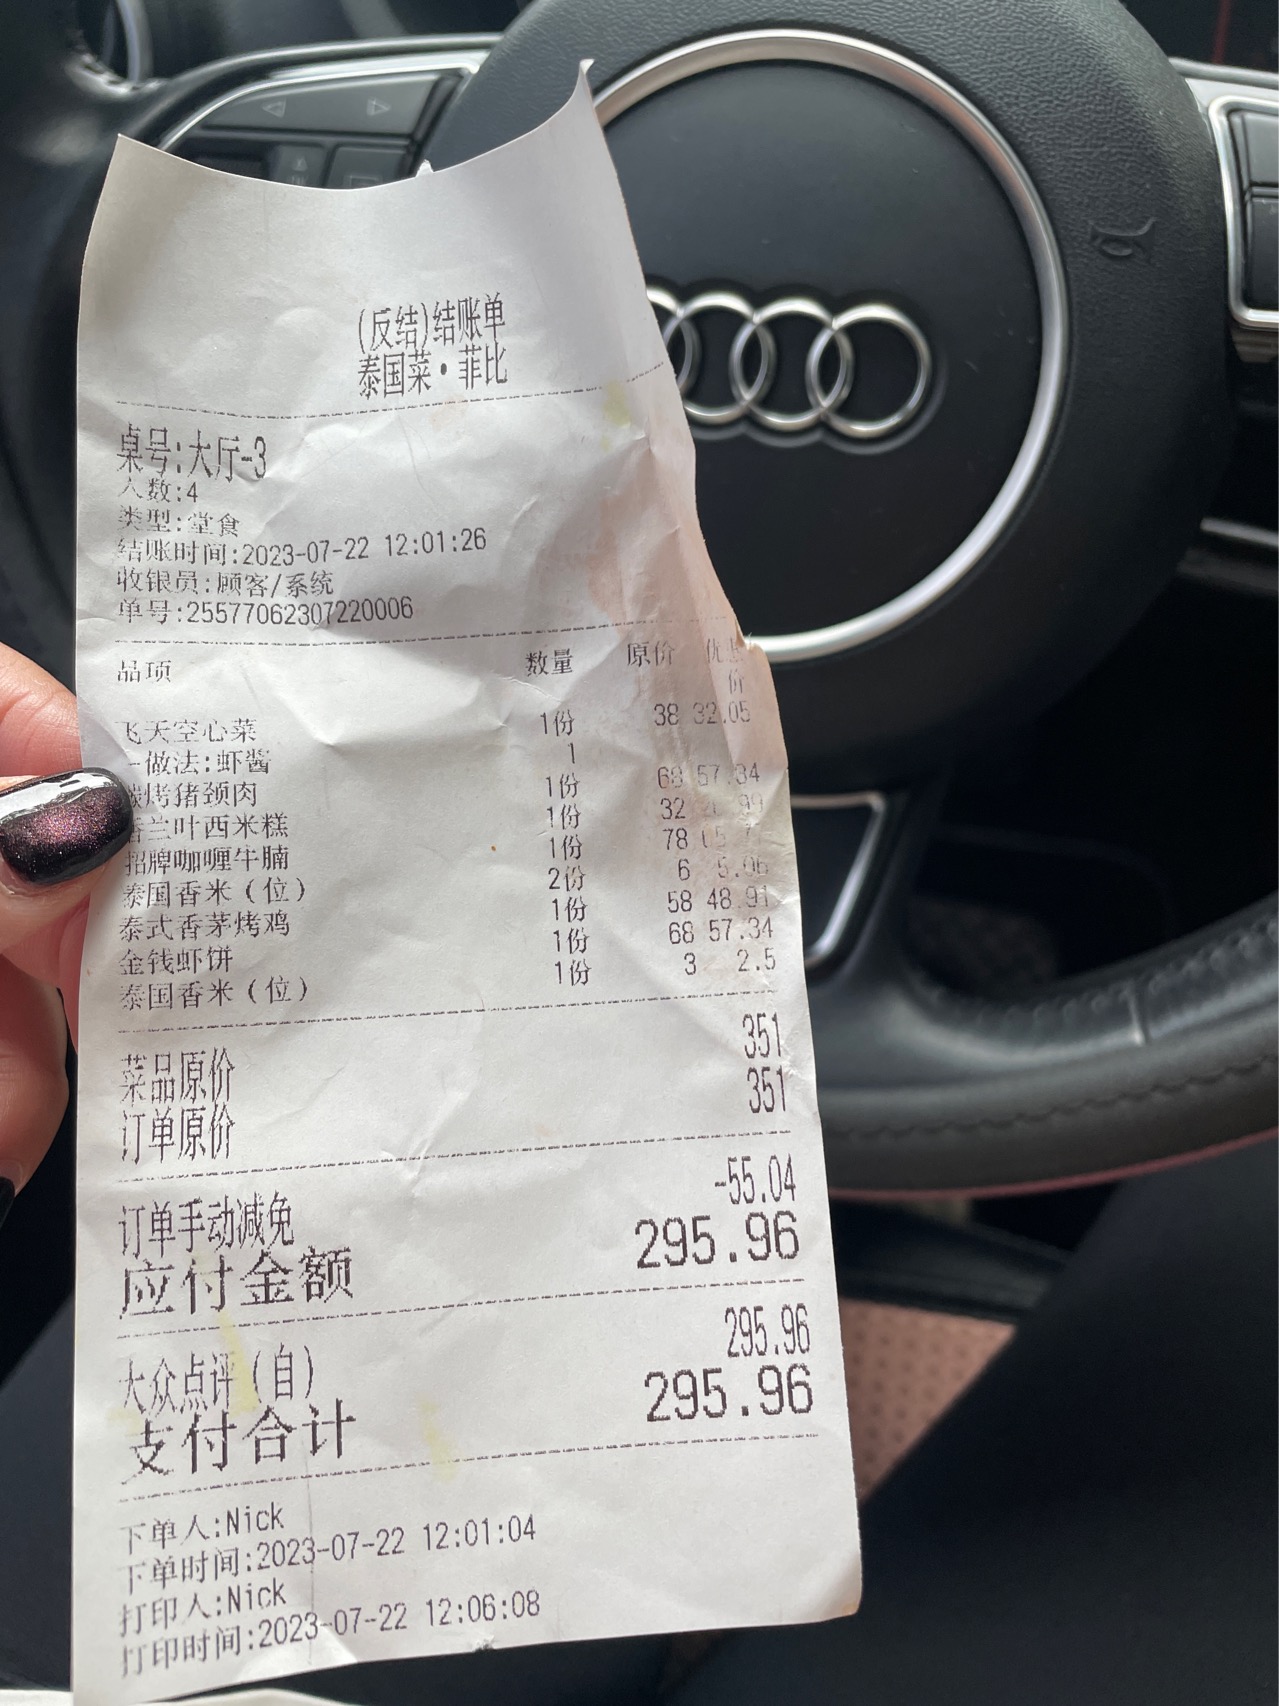 (反结)结账单
泰国菜·菲比
桌号:大厅-3
人数:4
类型:堂食
结账时间:2023-07-22 12:01:26
收银员:顾客/系统
单号:25577062307220006
品项 数量 原价 优惠
价
飞天空心菜 1份 38 32.05
-做法:虾酱 1
烤猪颈肉 1份 68 57.34
兰叶西米糕 1份 32
招牌咖喱牛腩 1份 78
泰国香米(位) 2份 6 5.06
泰式香茅烤鸡 1份 58 48.91
金钱虾饼 1份 68 57.34
泰国香米(位) 1份 3 2.5
菜品原价 351
订单原价 351
订单手动减免 -55.04
应付金额 295.96
大众点评(自) 295.96
支付合计 295.96
下单人:Nick
下单时间:2023-07-22 12:01:04
打印人:Nick
打印时间:2023-07-22 12:06:08